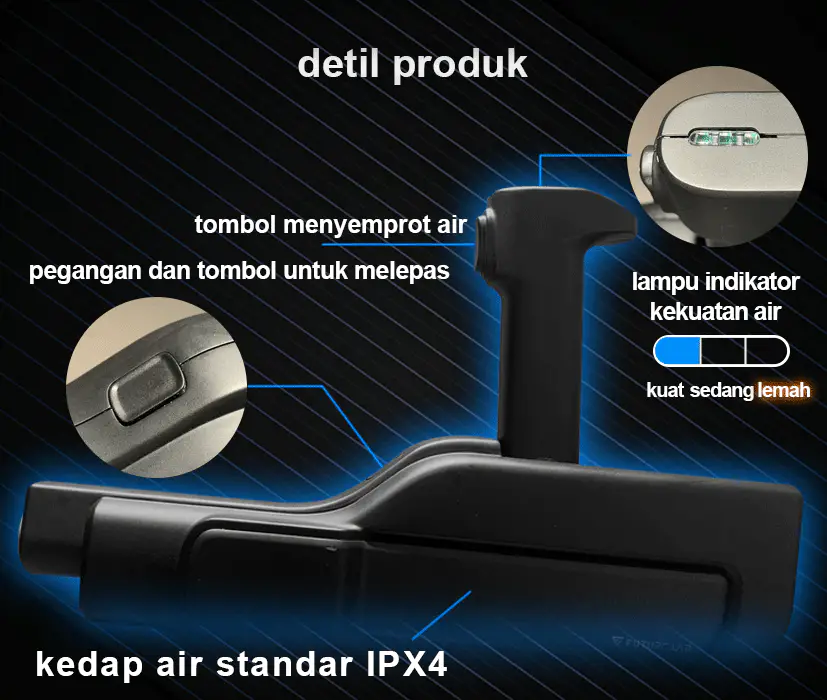 detil produk
tombol menyemprot air
pegangan dan tombol untuk melepas
lampu indikator
kekuatan air
kuat sedang lemah
kedap air standar IPX4